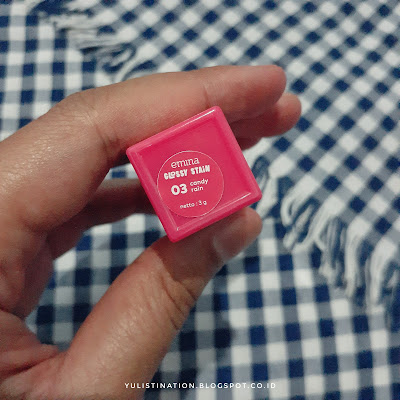 emina
GLOSSY STAIN
03 candy
rain
netto : 3 g
YULISTINATION.BLOGSPOT.CO.ID